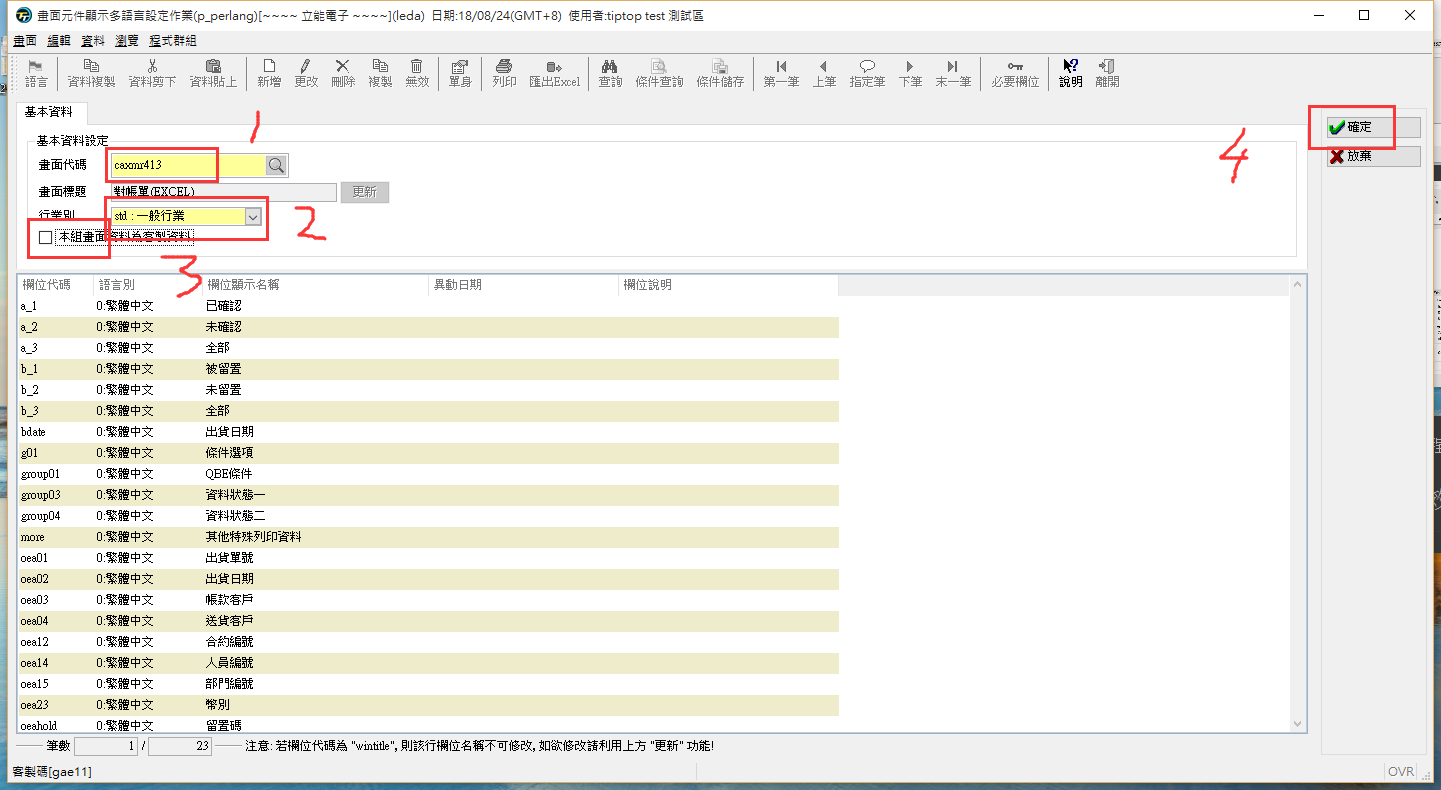 畫面元件顯示多語言設定作業(p_perlang)[~~~~ 立能電子 ~~~~](leda) 日期:18/08/24(GMT+8) 使用者:tiptop test 測試區
畫面 編輯 資料 瀏覽 程式群組
語言 資料複製 資料剪下 資料貼上 新增 更改 刪除 複製 無效 單身 列印 匯出Excel 查詢 條件查詢 條件儲存 第一筆 上筆 指定筆 下筆 末一筆 必要欄位 說明 離開
基本資料
1
基本資料設定
4
確定
畫面代碼 caxmr413
放棄
畫面標題 對帳單(EXCEL) 更新
行業別 std : 一般行業
2
本組畫面資料為客製資料
3
欄位代碼 語言別 欄位顯示名稱 異動日期 欄位說明
a_1 0:繁體中文 已確認
a_2 0:繁體中文 未確認
a_3 0:繁體中文 全部
b_1 0:繁體中文 被留置
b_2 0:繁體中文 未留置
b_3 0:繁體中文 全部
bdate 0:繁體中文 出貨日期
g01 0:繁體中文 條件選項
group01 0:繁體中文 QBE條件
group03 0:繁體中文 資料狀態一
group04 0:繁體中文 資料狀態二
more 0:繁體中文 其他特殊列印資料
oea01 0:繁體中文 出貨單號
oea02 0:繁體中文 出貨日期
oea03 0:繁體中文 帳款客戶
oea04 0:繁體中文 送貨客戶
oea12 0:繁體中文 合約編號
oea14 0:繁體中文 人員編號
oea15 0:繁體中文 部門編號
oea23 0:繁體中文 幣別
oeahold 0:繁體中文 留置碼
筆數 1 / 23 注意: 若欄位代碼為 "wintitle", 則該行欄位名稱不可修改, 如欲修改請利用上方 "更新" 功能!
客製碼[gae11]
OVR